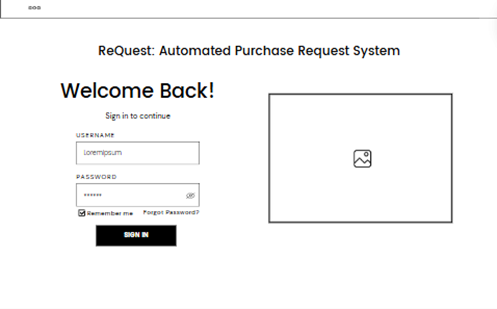 ReQuest: Automated Purchase Request System
Welcome Back!
Sign in to continue
USERNAME
Loremipsum
PASSWORD
••••••
Remember me Forgot Password?
SIGN IN